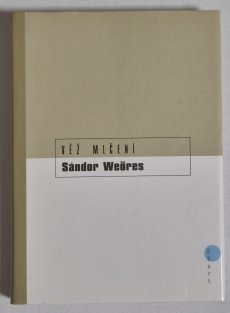 VĚŽ MLČENÍ
Sándor Weöres